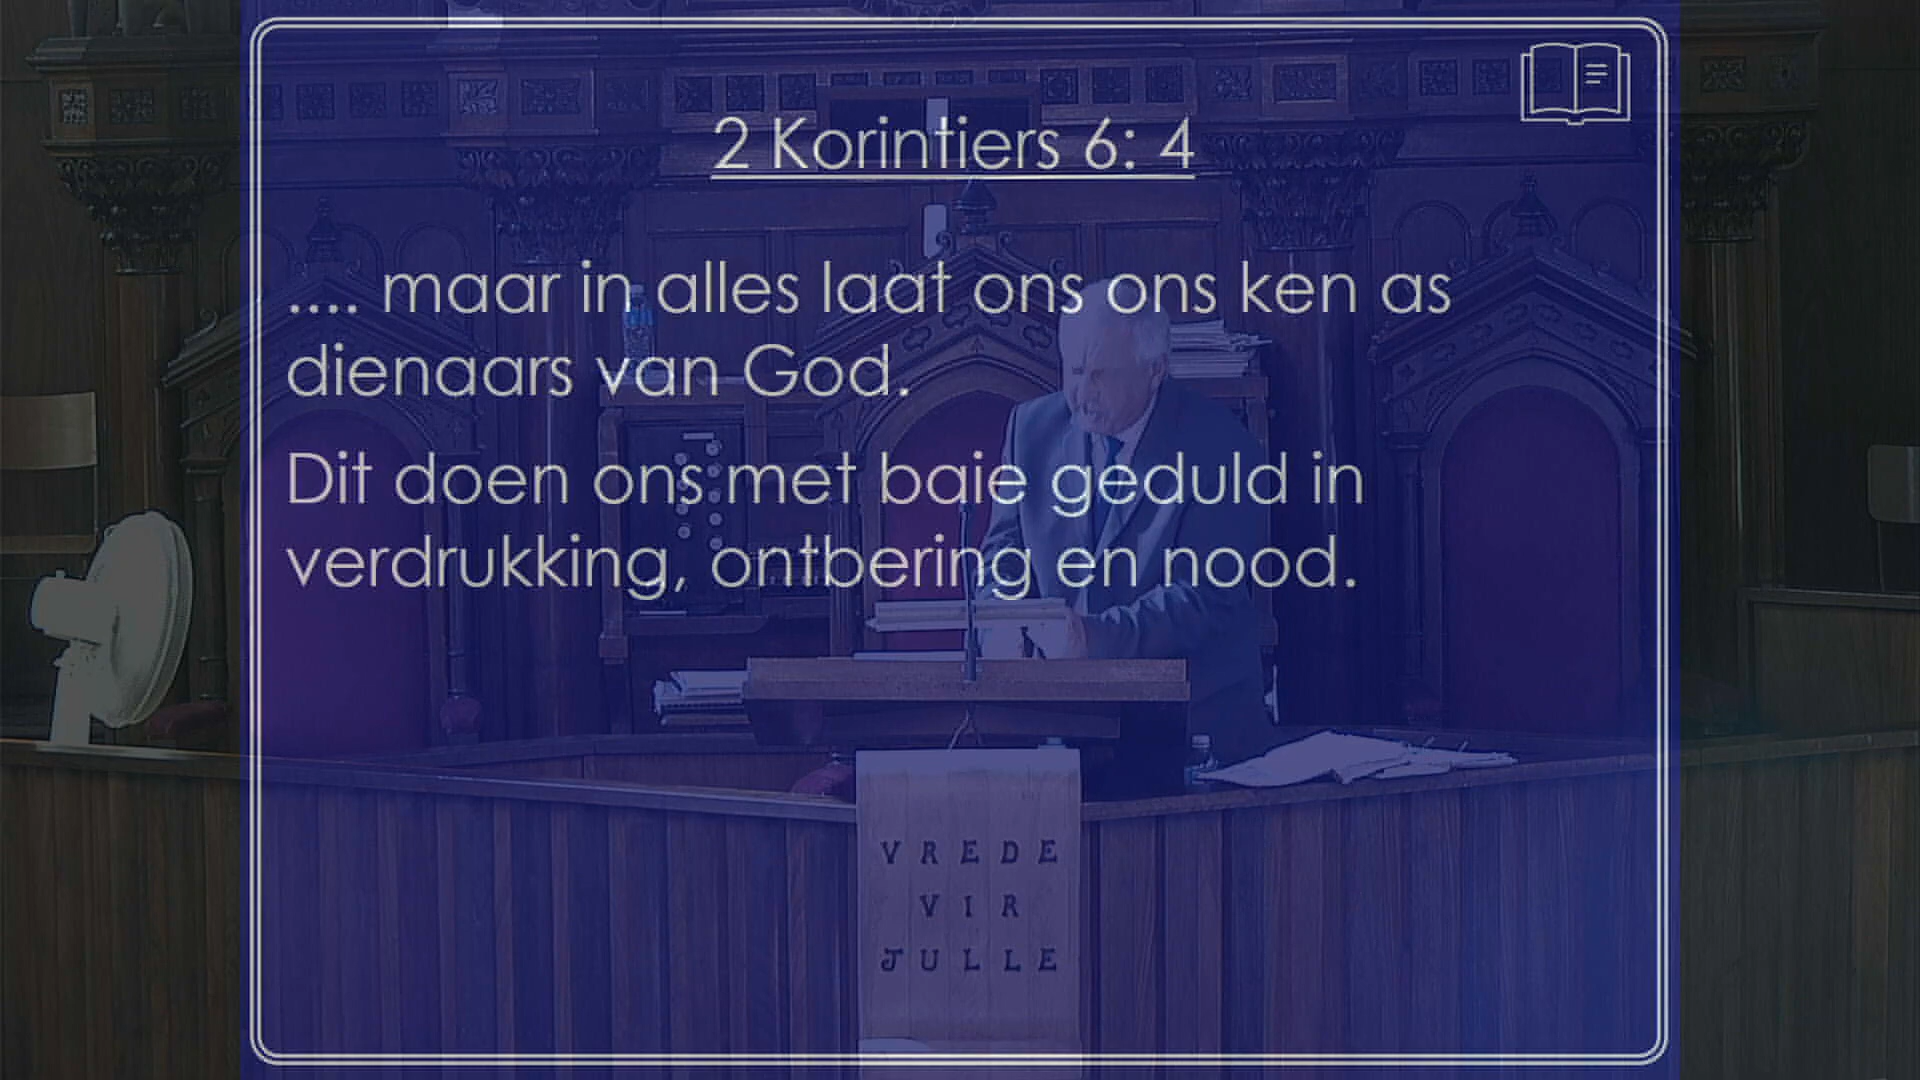 2 Korintiers 6: 4
.... maar in alles laat ons ons ken as
dienaars van God.
Dit doen ons met baie geduld in
verdrukking, ontbering en nood.
VREDE
VIR
JULLE